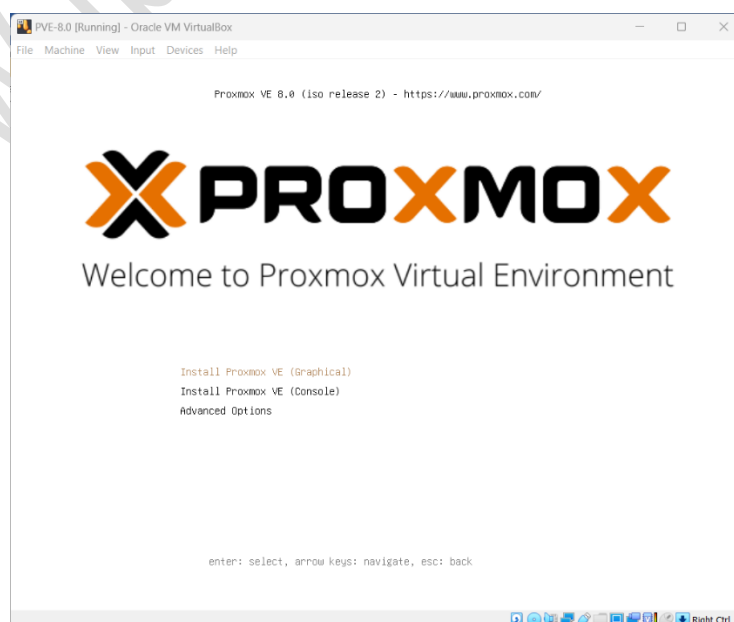 PVE-8.0 [Running] - Oracle VM VirtualBox
File Machine View Input Devices Help
Proxmox VE 8.0 (iso release 2) - https://www.proxmox.com/
PROXMOX
Welcome to Proxmox Virtual Environment
Install Proxmox VE (Graphical)
Install Proxmox VE (Console)
Advanced Options
enter: select, arrow keys: navigate, esc: back
Right Ctrl